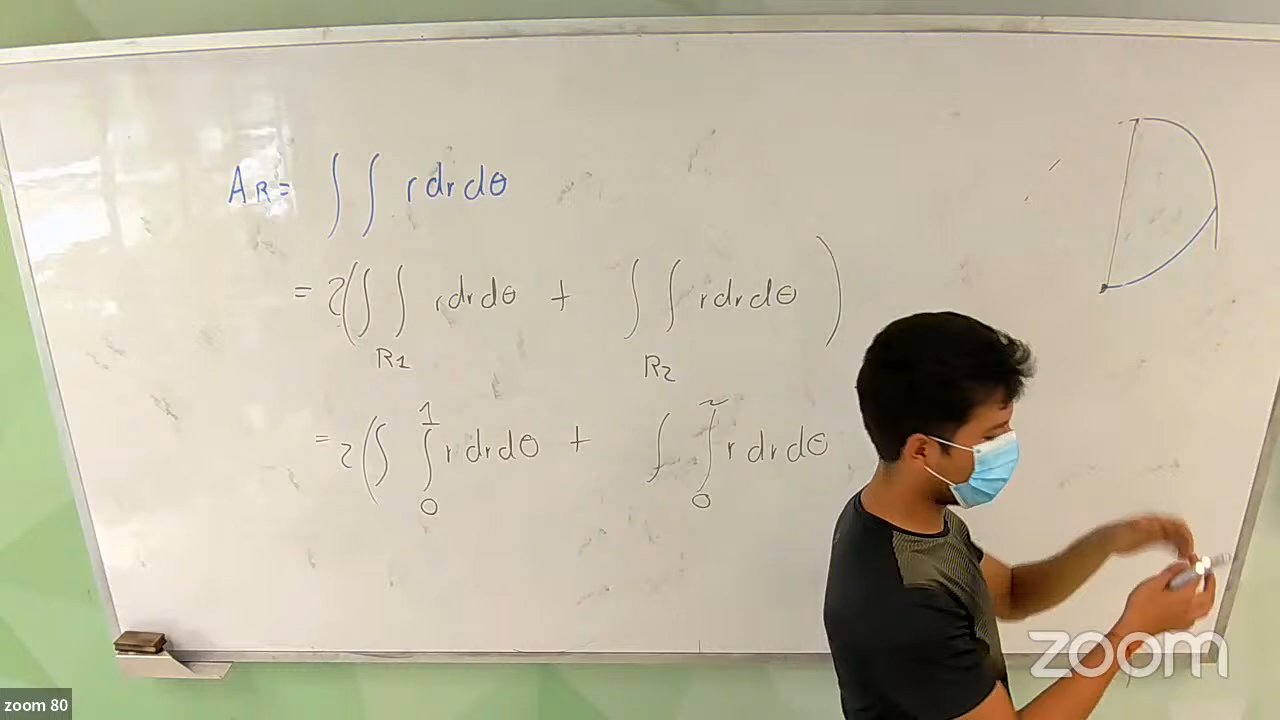 A_R = ∫ ∫ r dr dθ
= 2(∫ ∫_{R1} r dr dθ + ∫ ∫_{R2} r dr dθ)
= 2(∫ ∫_0^1 r dr dθ + ∫ ∫_0^2 r dr dθ
zoom
zoom 80